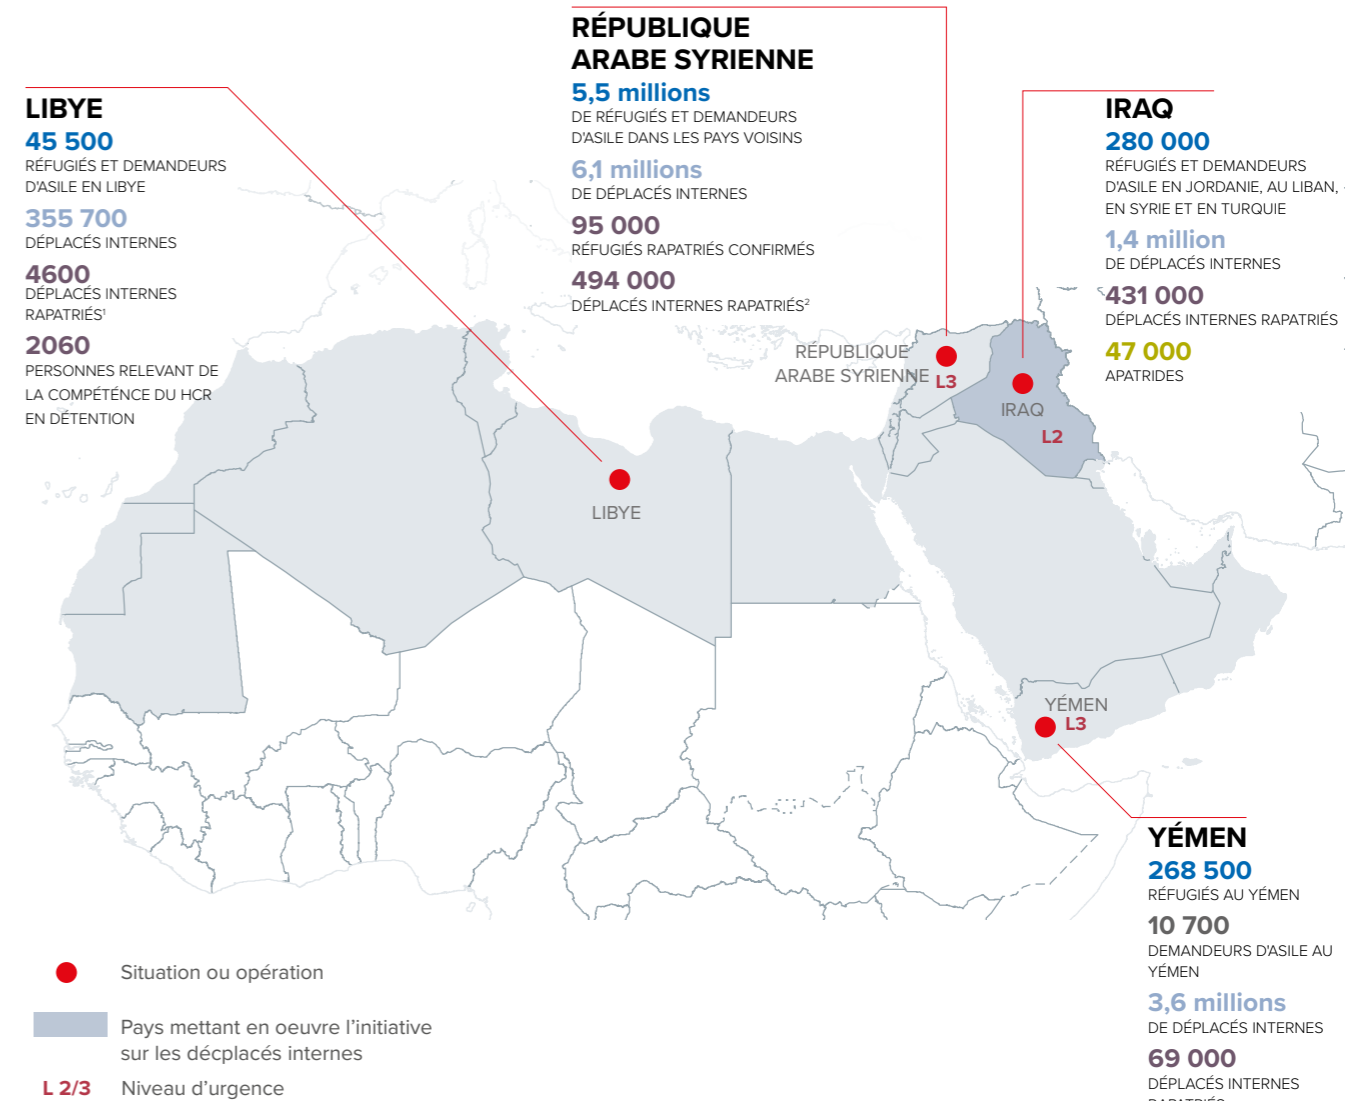 RÉPUBLIQUE
ARABE SYRIENNE
5,5 millions
DE RÉFUGIÉS ET DEMANDEURS
D'ASILE DANS LES PAYS VOISINS
6,1 millions
DE DÉPLACÉS INTERNES
95 000
RÉFUGIÉS RAPATRIÉS CONFIRMÉS
494 000
DÉPLACÉS INTERNES RAPATRIÉS²
LIBYE
45 500
RÉFUGIÉS ET DEMANDEURS
D'ASILE EN LIBYE
355 700
DÉPLACÉS INTERNES
4600
DÉPLACÉS INTERNES
RAPATRIÉS¹
2060
PERSONNES RELEVANT DE
LA COMPÉTÉNCE DU HCR
EN DÉTENTION
IRAQ
280 000
RÉFUGIÉS ET DEMANDEURS
D'ASILE EN JORDANIE, AU LIBAN,
EN SYRIE ET EN TURQUIE
1,4 million
DE DÉPLACÉS INTERNES
431 000
DÉPLACÉS INTERNES RAPATRIÉS
47 000
APATRIDES
RÉPUBLIQUE
ARABE SYRIENNE
L3
IRAQ
L2
LIBYE
YÉMEN
L3
YÉMEN
268 500
RÉFUGIÉS AU YÉMEN
10 700
DEMANDEURS D'ASILE AU
YÉMEN
3,6 millions
DE DÉPLACÉS INTERNES
69 000
DÉPLACÉS INTERNES
Situation ou opération
Pays mettant en oeuvre l'initiative
sur les décplacés internes
L 2/3 Niveau d'urgence